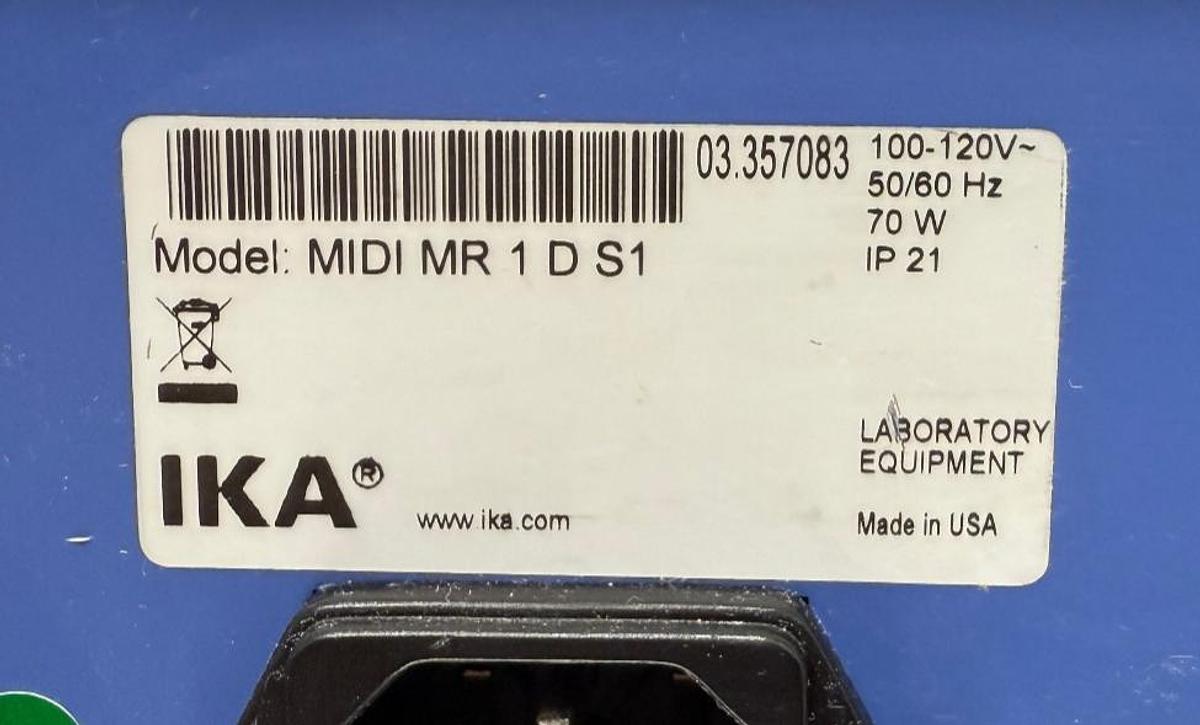 03.357083
100-120V~
50/60 Hz
70 W
IP 21
Model: MIDI MR 1 D S1
IKA®
www.ika.com
LABORATORY
EQUIPMENT
Made in USA